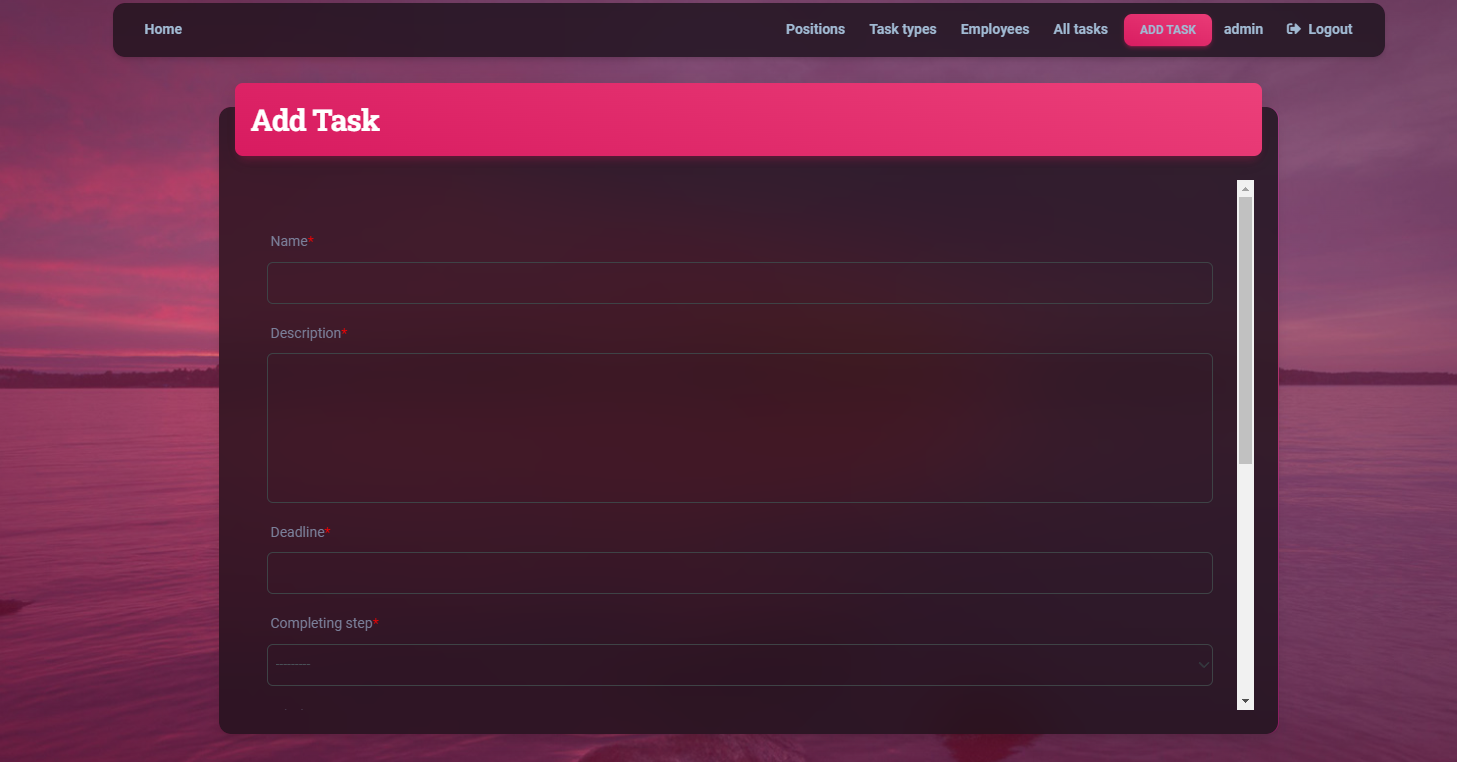 Home
Positions
Task types
Employees
All tasks
ADD TASK
admin
Logout
Add Task
Name*
Description*
Deadline*
Completing step*
---------